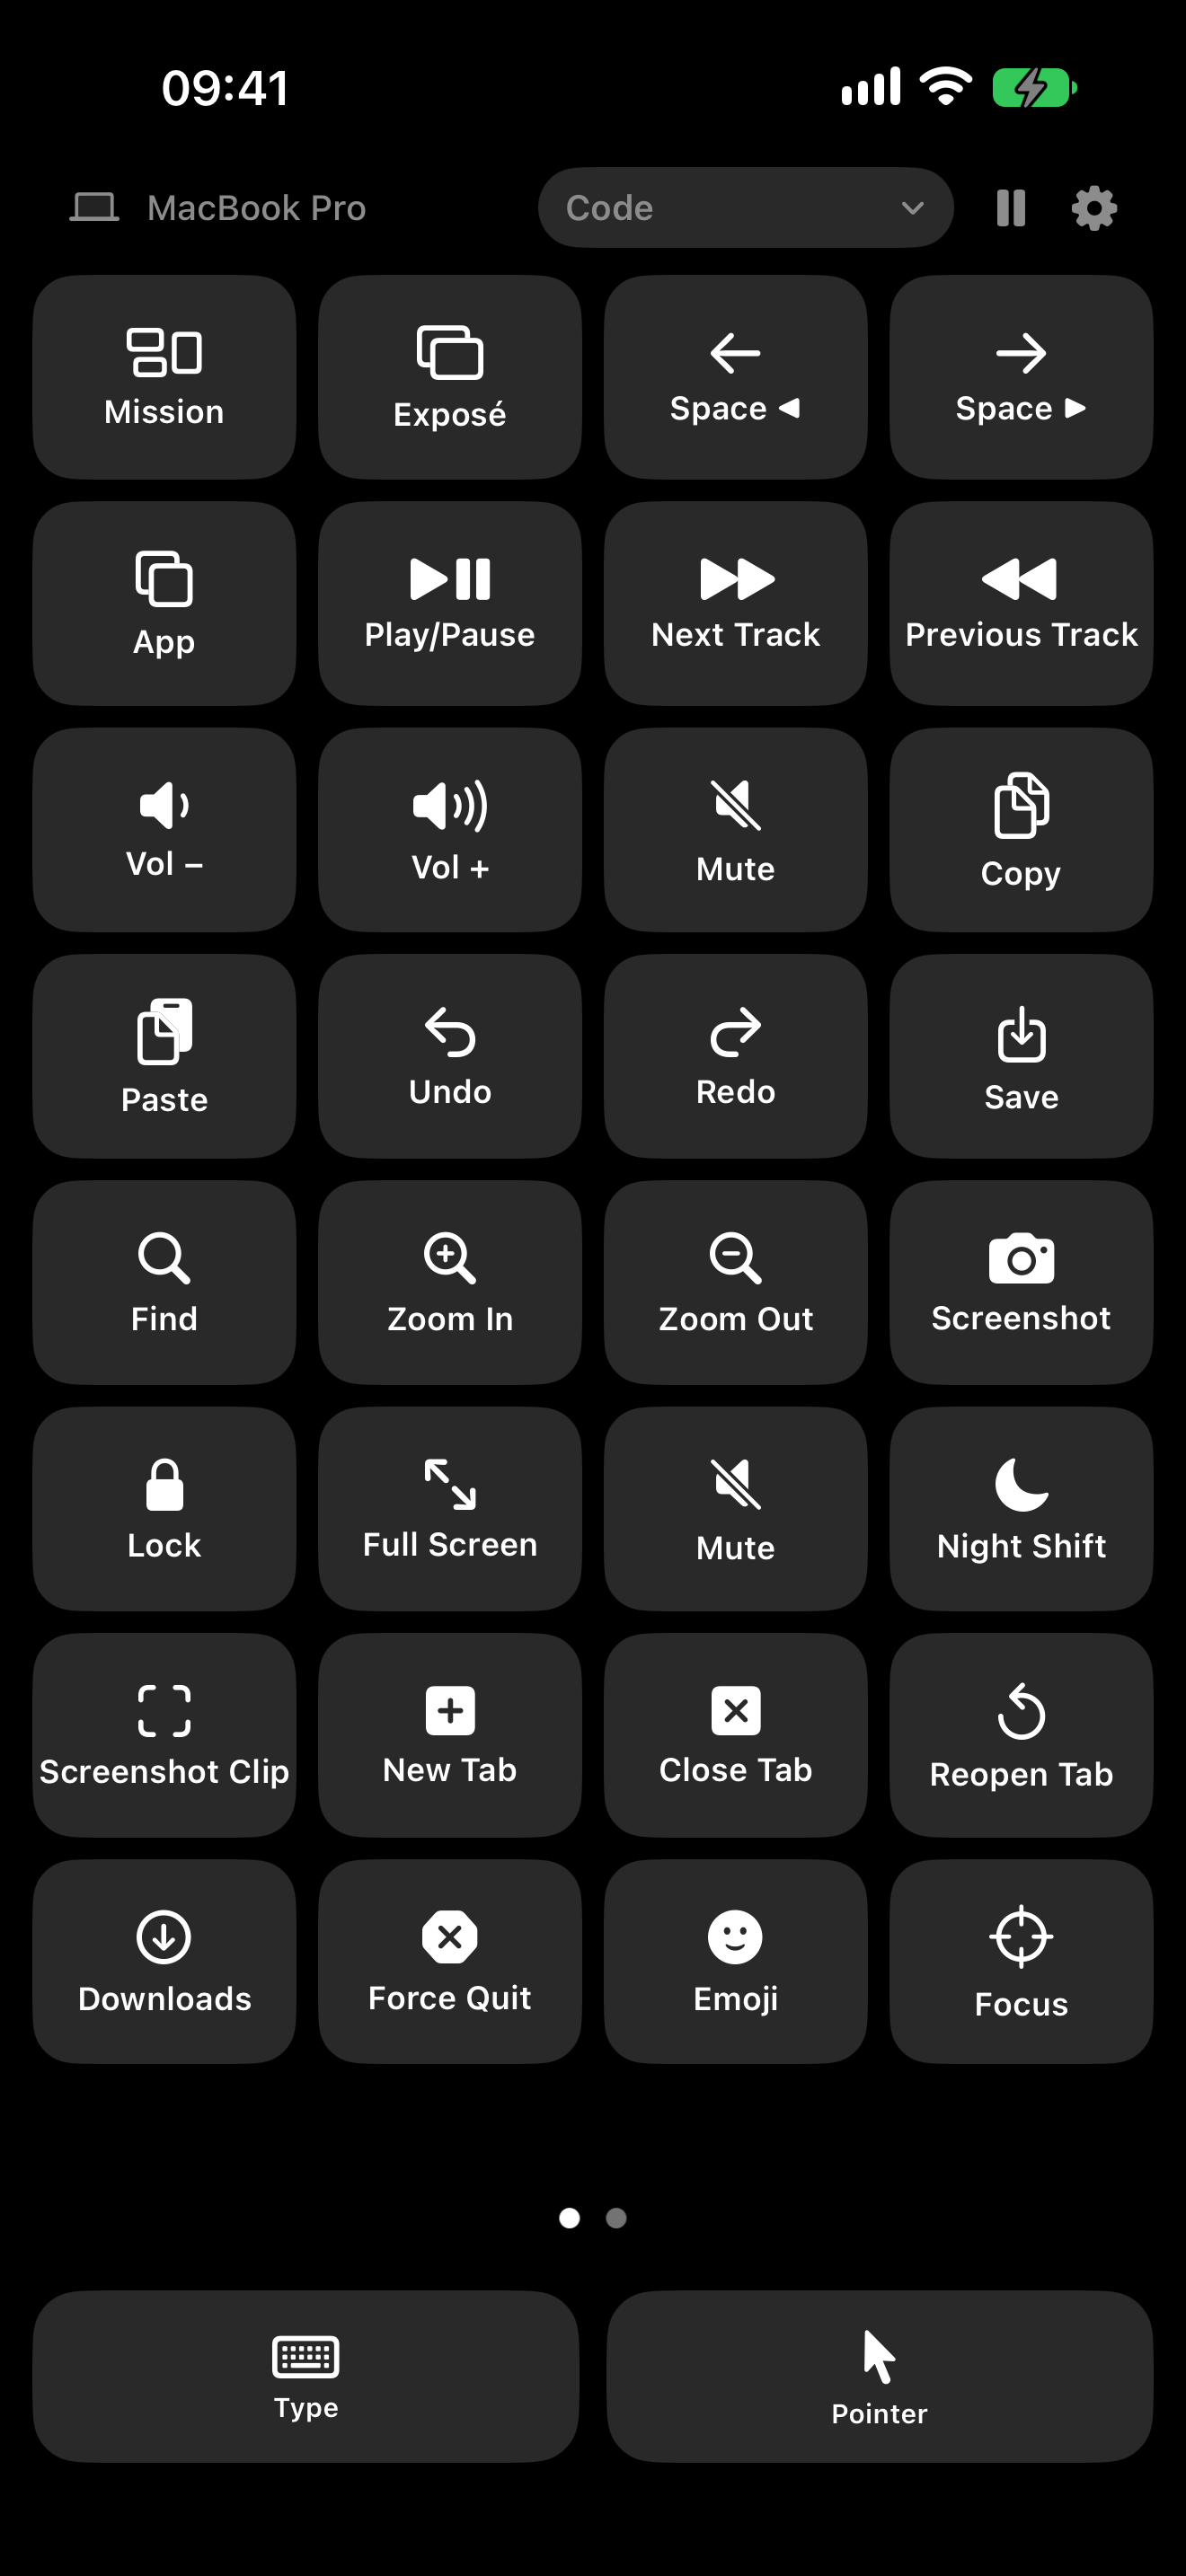 09:41
MacBook Pro
Code
Mission
Exposé
Space ◀
Space ▶
App
Play/Pause
Next Track
Previous Track
Vol –
Vol +
Mute
Copy
Paste
Undo
Redo
Save
Find
Zoom In
Zoom Out
Screenshot
Lock
Full Screen
Mute
Night Shift
Screenshot Clip
New Tab
Close Tab
Reopen Tab
Downloads
Force Quit
Emoji
Focus
Type
Pointer